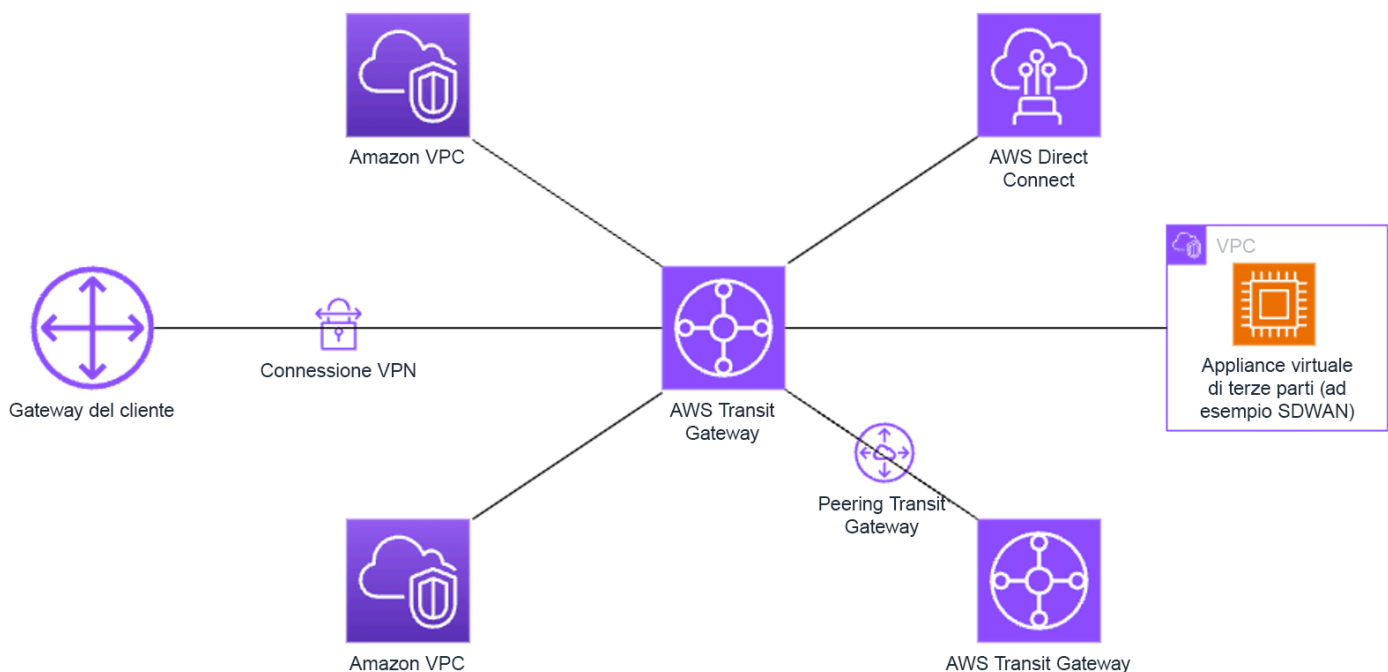 Amazon VPC
AWS Direct
Connect
VPC
Appliance virtuale
di terze parti (ad
esempio SDWAN)
Connessione VPN
Gateway del cliente
AWS Transit
Gateway
Peering Transit
Gateway
Amazon VPC
AWS Transit Gateway